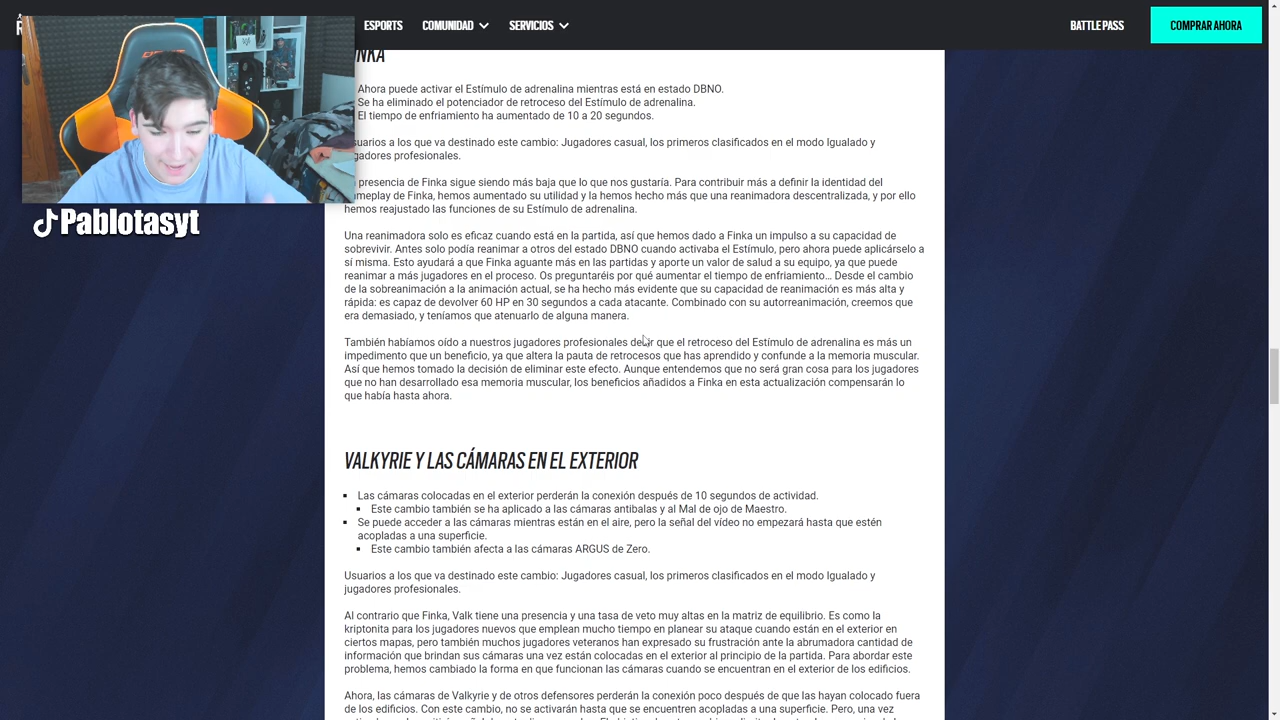 ESPORTS
COMUNIDAD
SERVICIOS
BATTLE PASS
COMPRAR AHORA
Ahora puede activar el Estímulo de adrenalina mientras está en estado DBNO.
Se ha eliminado el potenciador de retroceso del Estímulo de adrenalina.
El tiempo de enfriamiento ha aumentado de 10 a 20 segundos.
a los que va destinado este cambio: Jugadores casual, los primeros clasificados en el modo Igualado y
profesionales.
presencia de Finka sigue siendo más baja que lo que nos gustaría. Para contribuir más a definir la identidad del
de Finka, hemos aumentado su utilidad y la hemos hecho más que una reanimadora descentralizada, y por ello
hemos reajustado las funciones de su Estímulo de adrenalina.
Pablotasyt
Una reanimadora solo es eficaz cuando está en la partida, así que hemos dado a Finka un impulso a su capacidad de
sobrevivir. Antes solo podía reanimar a otros del estado DBNO cuando activaba el Estímulo, pero ahora puede aplicárselo a
sí misma. Esto ayudará a que Finka aguante más en las partidas y aporte un valor de salud a su equipo, ya que puede
reanimar a más jugadores en el proceso. Os preguntaréis por qué aumentar el tiempo de enfriamiento... Desde el cambio
de la sobreanimación a la animación actual, se ha hecho más evidente que su capacidad de reanimación es más alta y
rápida: es capaz de devolver 60 HP en 30 segundos a cada atacante. Combinado con su autorreanimación, creemos que
era demasiado, y teníamos que atenuarlo de alguna manera.
También habíamos oído a nuestros jugadores profesionales decir que el retroceso del Estímulo de adrenalina es más un
impedimento que un beneficio, ya que altera la pauta de retrocesos que has aprendido y confunde a la memoria muscular.
Así que hemos tomado la decisión de eliminar este efecto. Aunque entendemos que no será gran cosa para los jugadores
que no han desarrollado esa memoria muscular, los beneficios añadidos a Finka en esta actualización compensarán lo
que había hasta ahora.
VALKYRIE Y LAS CÁMARAS EN EL EXTERIOR
Las cámaras colocadas en el exterior perderán la conexión después de 10 segundos de actividad.
Este cambio también se ha aplicado a las cámaras antibalas y al Mal de ojo de Maestro.
Se puede acceder a las cámaras mientras están en el aire, pero la señal del vídeo no empezará hasta que estén
acopladas a una superficie.
Este cambio también afecta a las cámaras ARGUS de Zero.
Usuarios a los que va destinado este cambio: Jugadores casual, los primeros clasificados en el modo Igualado y
jugadores profesionales.
Al contrario que Finka, Valk tiene una presencia y una tasa de veto muy altas en la matriz de equilibrio. Es como la
kriptonita para los jugadores nuevos que emplean mucho tiempo en planear su ataque cuando están en el exterior en
ciertos mapas, pero también muchos jugadores veteranos han expresado su frustración ante la abrumadora cantidad de
información que brindan sus cámaras una vez están colocadas en el exterior al principio de la partida. Para abordar este
problema, hemos cambiado la forma en que funcionan las cámaras cuando se encuentran en el exterior de los edificios.
Ahora, las cámaras de Valkyrie y de otros defensores perderán la conexión poco después de que las hayan colocado fuera
de los edificios. Con este cambio, no se activarán hasta que se encuentren acopladas a una superficie. Pero, una vez